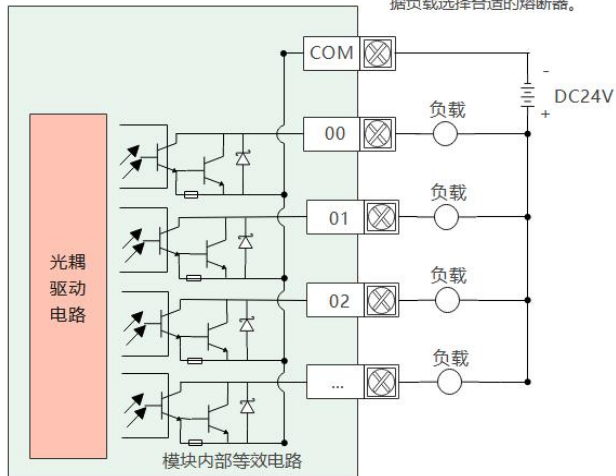 据负载选择合适的熔断器。
COM
-
DC24V
+
负载
00
负载
01
光耦
驱动
电路
负载
02
负载
...
模块内部等效电路